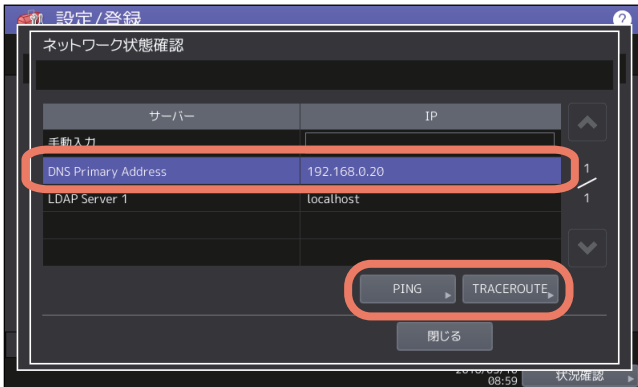 設定/登録 ?
ネットワーク状態確認
サーバー IP
手動入力
DNS Primary Address 192.168.0.20
LDAP Server 1 localhost
1
1
PING TRACEROUTE
閉じる
08:59 状況確認